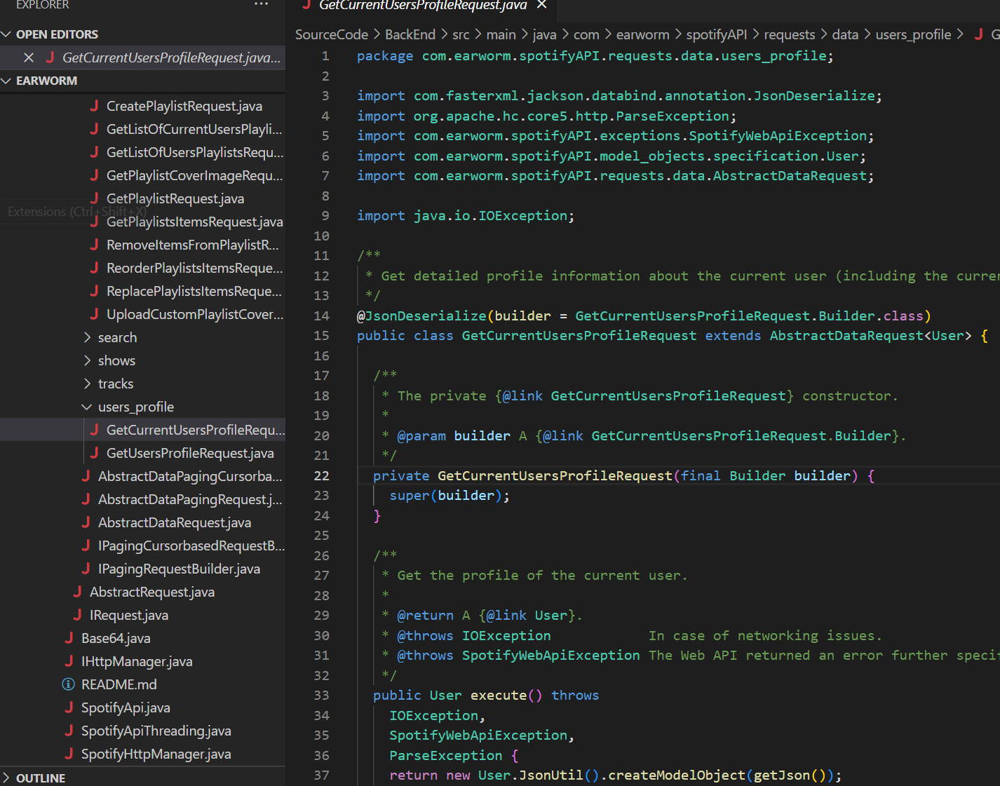 EXPLORER
OPEN EDITORS
GetCurrentUsersProfileRequest.java...
EARWORM
CreatePlaylistRequest.java
GetListOfCurrentUsersPlayli...
GetListOfUsersPlaylistsRequ...
GetPlaylistCoverImageRequ...
GetPlaylistRequest.java
Extensions (Ctrl+Shift+X)
GetPlaylistsItemsRequest.java
RemoveItemsFromPlaylistR...
ReorderPlaylistsItemsReque...
ReplacePlaylistsItemsReque...
UploadCustomPlaylistCover...
search
shows
tracks
users_profile
GetCurrentUsersProfileRequ...
GetUsersProfileRequest.java
AbstractDataPagingCursorba...
AbstractDataPagingRequest.j...
AbstractDataRequest.java
IPagingCursorbasedRequestB...
IPagingRequestBuilder.java
AbstractRequest.java
IRequest.java
Base64.java
IHttpManager.java
README.md
SpotifyApi.java
SpotifyApiThreading.java
SpotifyHttpManager.java
OUTLINE
GetCurrentUsersProfileRequest.java
SourceCode > BackEnd > src > main > java > com > earworm > spotifyAPI > requests > data > users_profile > G
1 package com.earworm.spotifyAPI.requests.data.users_profile;
2
3 import com.fasterxml.jackson.databind.annotation.JsonDeserialize;
4 import org.apache.hc.core5.http.ParseException;
5 import com.earworm.spotifyAPI.exceptions.SpotifyWebApiException;
6 import com.earworm.spotifyAPI.model_objects.specification.User;
7 import com.earworm.spotifyAPI.requests.data.AbstractDataRequest;
8
9 import java.io.IOException;
10
11 /**
12 * Get detailed profile information about the current user (including the curren
13 */
14 @JsonDeserialize(builder = GetCurrentUsersProfileRequest.Builder.class)
15 public class GetCurrentUsersProfileRequest extends AbstractDataRequest<User> {
16
17 /**
18 * The private {@link GetCurrentUsersProfileRequest} constructor.
19 *
20 * @param builder A {@link GetCurrentUsersProfileRequest.Builder}.
21 */
22 private GetCurrentUsersProfileRequest(final Builder builder) {
23 super(builder);
24 }
25
26 /**
27 * Get the profile of the current user.
28 *
29 * @return A {@link User}.
30 * @throws IOException In case of networking issues.
31 * @throws SpotifyWebApiException The Web API returned an error further specif
32 */
33 public User execute() throws
34 IOException,
35 SpotifyWebApiException,
36 ParseException {
37 return new User.JsonUtil().createModelObject(getJson());